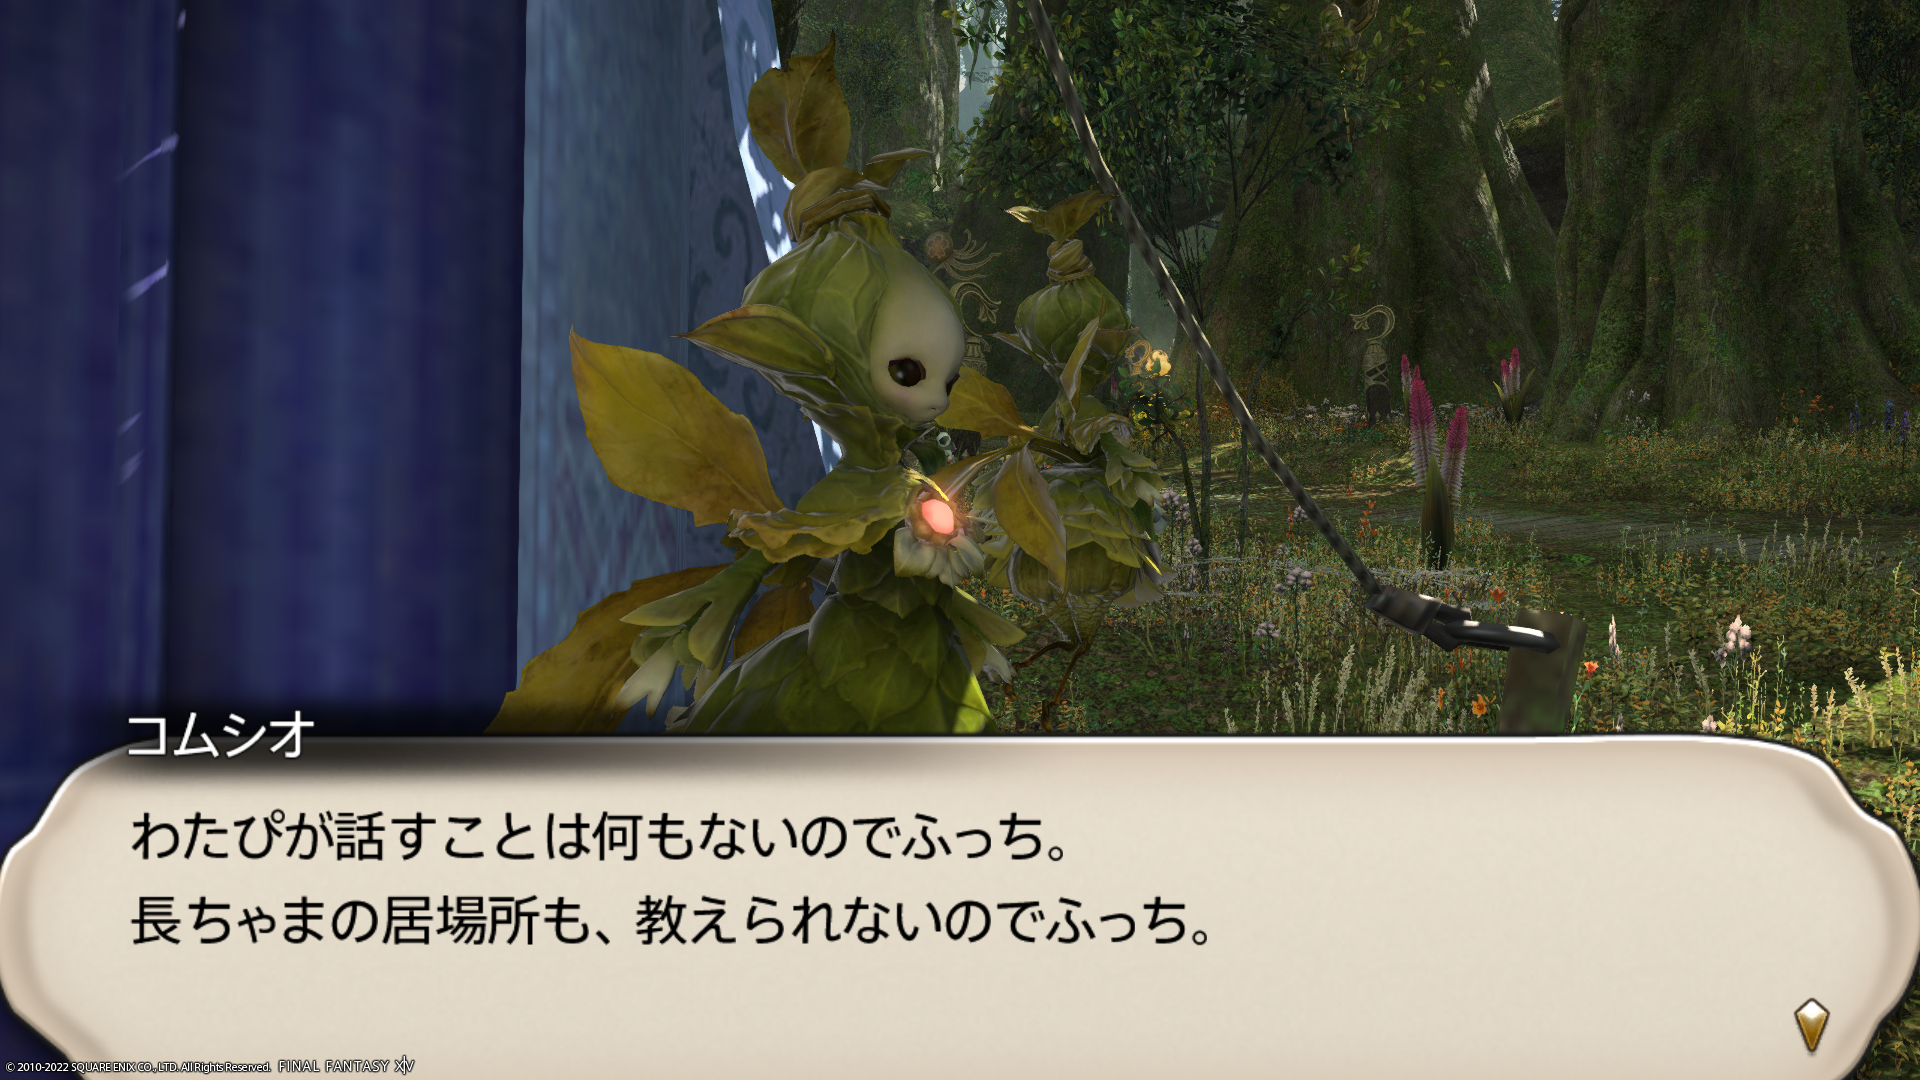 コムシオ
わたぴが話すことは何もないのでふっち。
長ちゃまの居場所も、教えられないのでふっち。
© 2010-2022 SQUARE ENIX CO., LTD. All Rights Reserved. FINAL FANTASY XIV